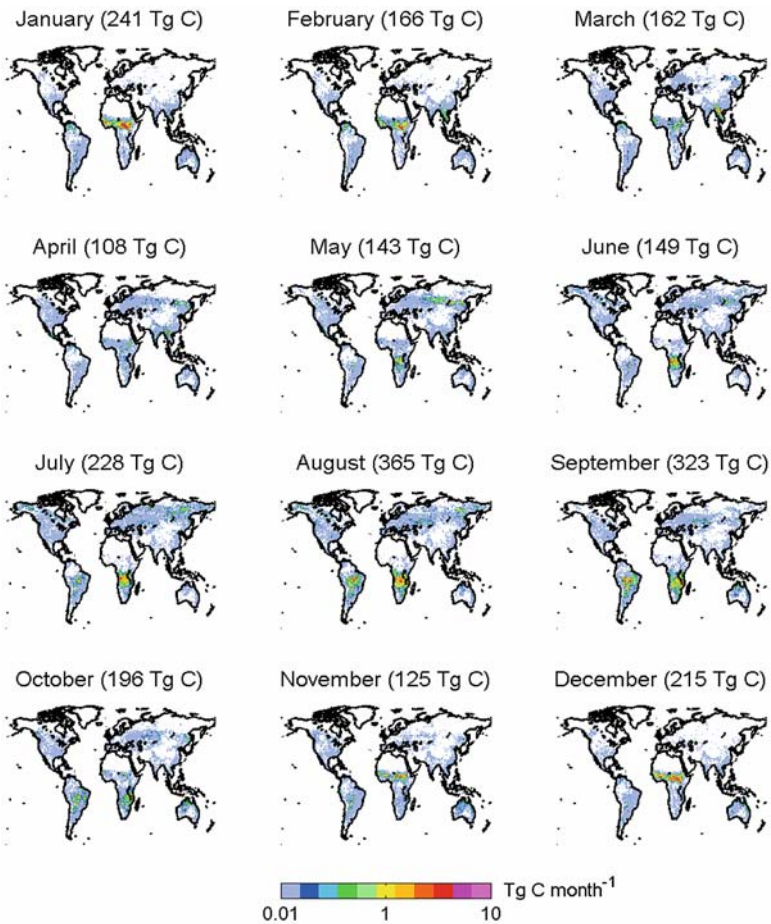 January (241 Tg C) February (166 Tg C) March (162 Tg C)
April (108 Tg C) May (143 Tg C) June (149 Tg C)
July (228 Tg C) August (365 Tg C) September (323 Tg C)
October (196 Tg C) November (125 Tg C) December (215 Tg C)
Tg C month⁻¹
0.01 1 10